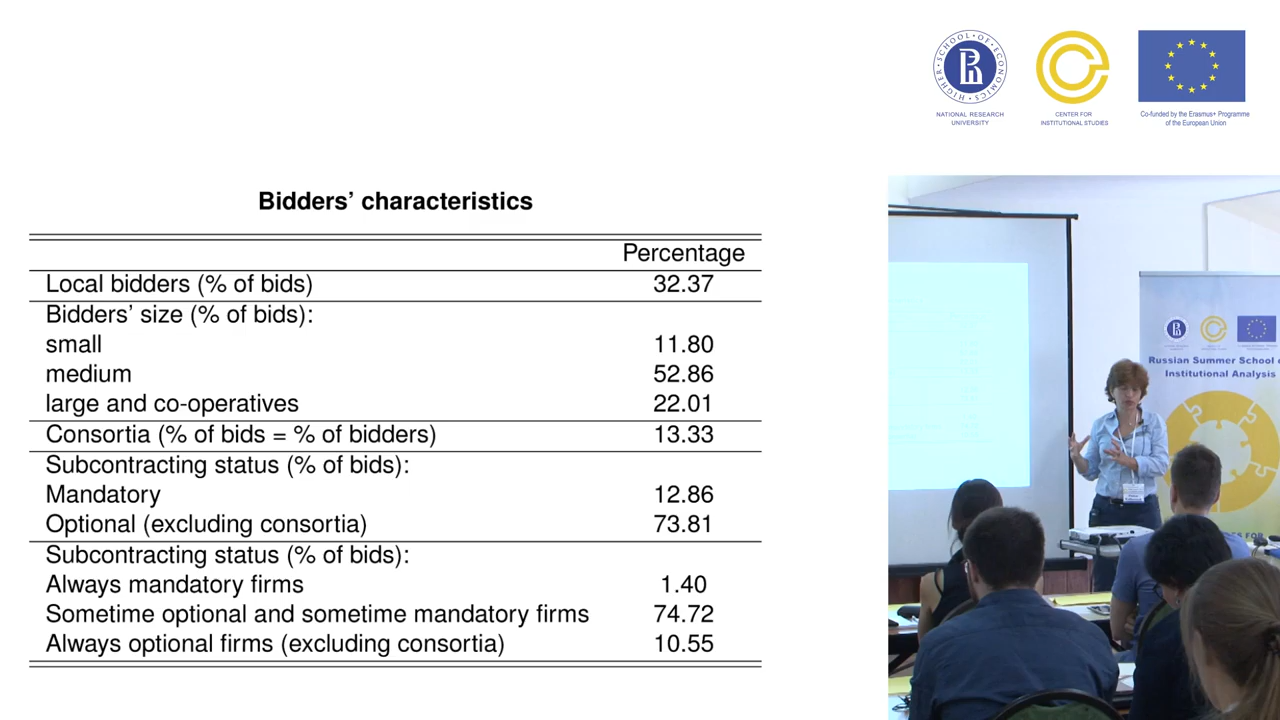 HIGHER · SCHOOL · OF · ECONOMICS
NATIONAL RESEARCH
UNIVERSITY
CENTER FOR
INSTITUTIONAL STUDIES
Co-funded by the Erasmus+ Programme
of the European Union
Bidders’ characteristics
Percentage
Local bidders (% of bids) 32.37
Bidders’ size (% of bids):
small 11.80
medium 52.86
large and co-operatives 22.01
Consortia (% of bids = % of bidders) 13.33
Subcontracting status (% of bids):
Mandatory 12.86
Optional (excluding consortia) 73.81
Subcontracting status (% of bids):
Always mandatory firms 1.40
Sometime optional and sometime mandatory firms 74.72
Always optional firms (excluding consortia) 10.55
Russian Summer School
Institutional Analysis